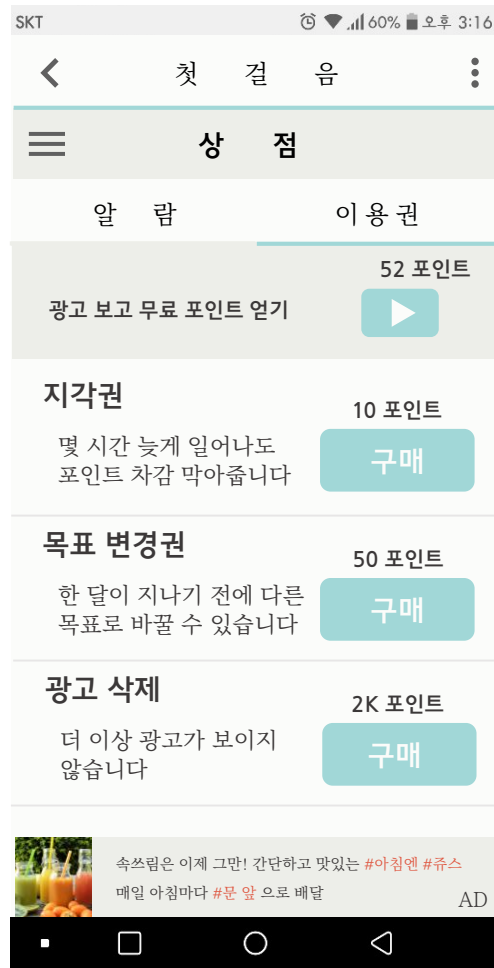 SKT 60% 오후 3:16
첫 걸 음
상 점
알 람 이용권
52 포인트
광고 보고 무료 포인트 얻기
지각권
10 포인트
몇 시간 늦게 일어나도
포인트 차감 막아줍니다
구매
목표 변경권
50 포인트
한 달이 지나기 전에 다른
목표로 바꿀 수 있습니다
구매
광고 삭제
2K 포인트
더 이상 광고가 보이지
않습니다
구매
속쓰림은 이제 그만! 간단하고 맛있는 #아침엔 #쥬스
매일 아침마다 #문 앞 으로 배달
AD